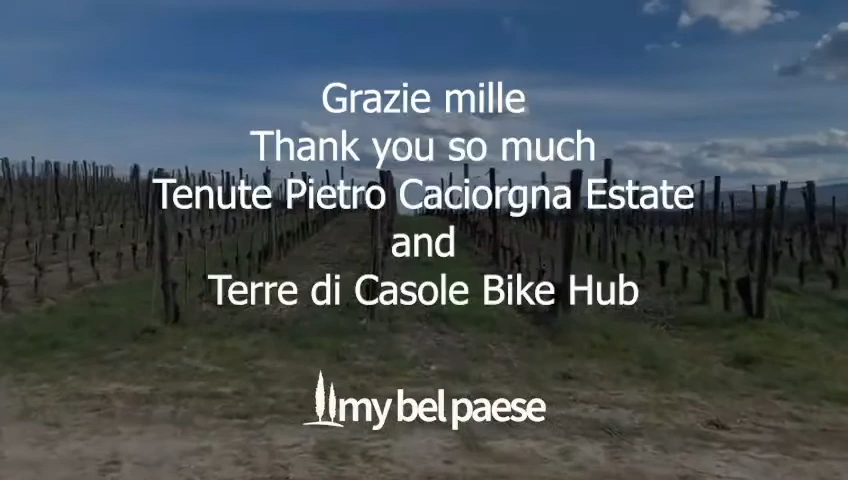 Grazie mille
Thank you so much
Tenute Pietro Caciorgna Estate
and
Terre di Casole Bike Hub
my bel paese